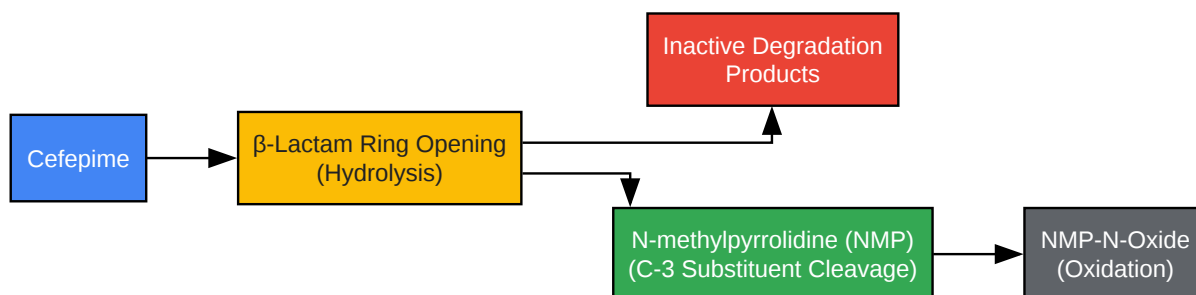 Inactive Degradation
Products
Cefepime
β-Lactam Ring Opening
(Hydrolysis)
N-methylpyrrolidine (NMP)
(C-3 Substituent Cleavage)
NMP-N-Oxide
(Oxidation)